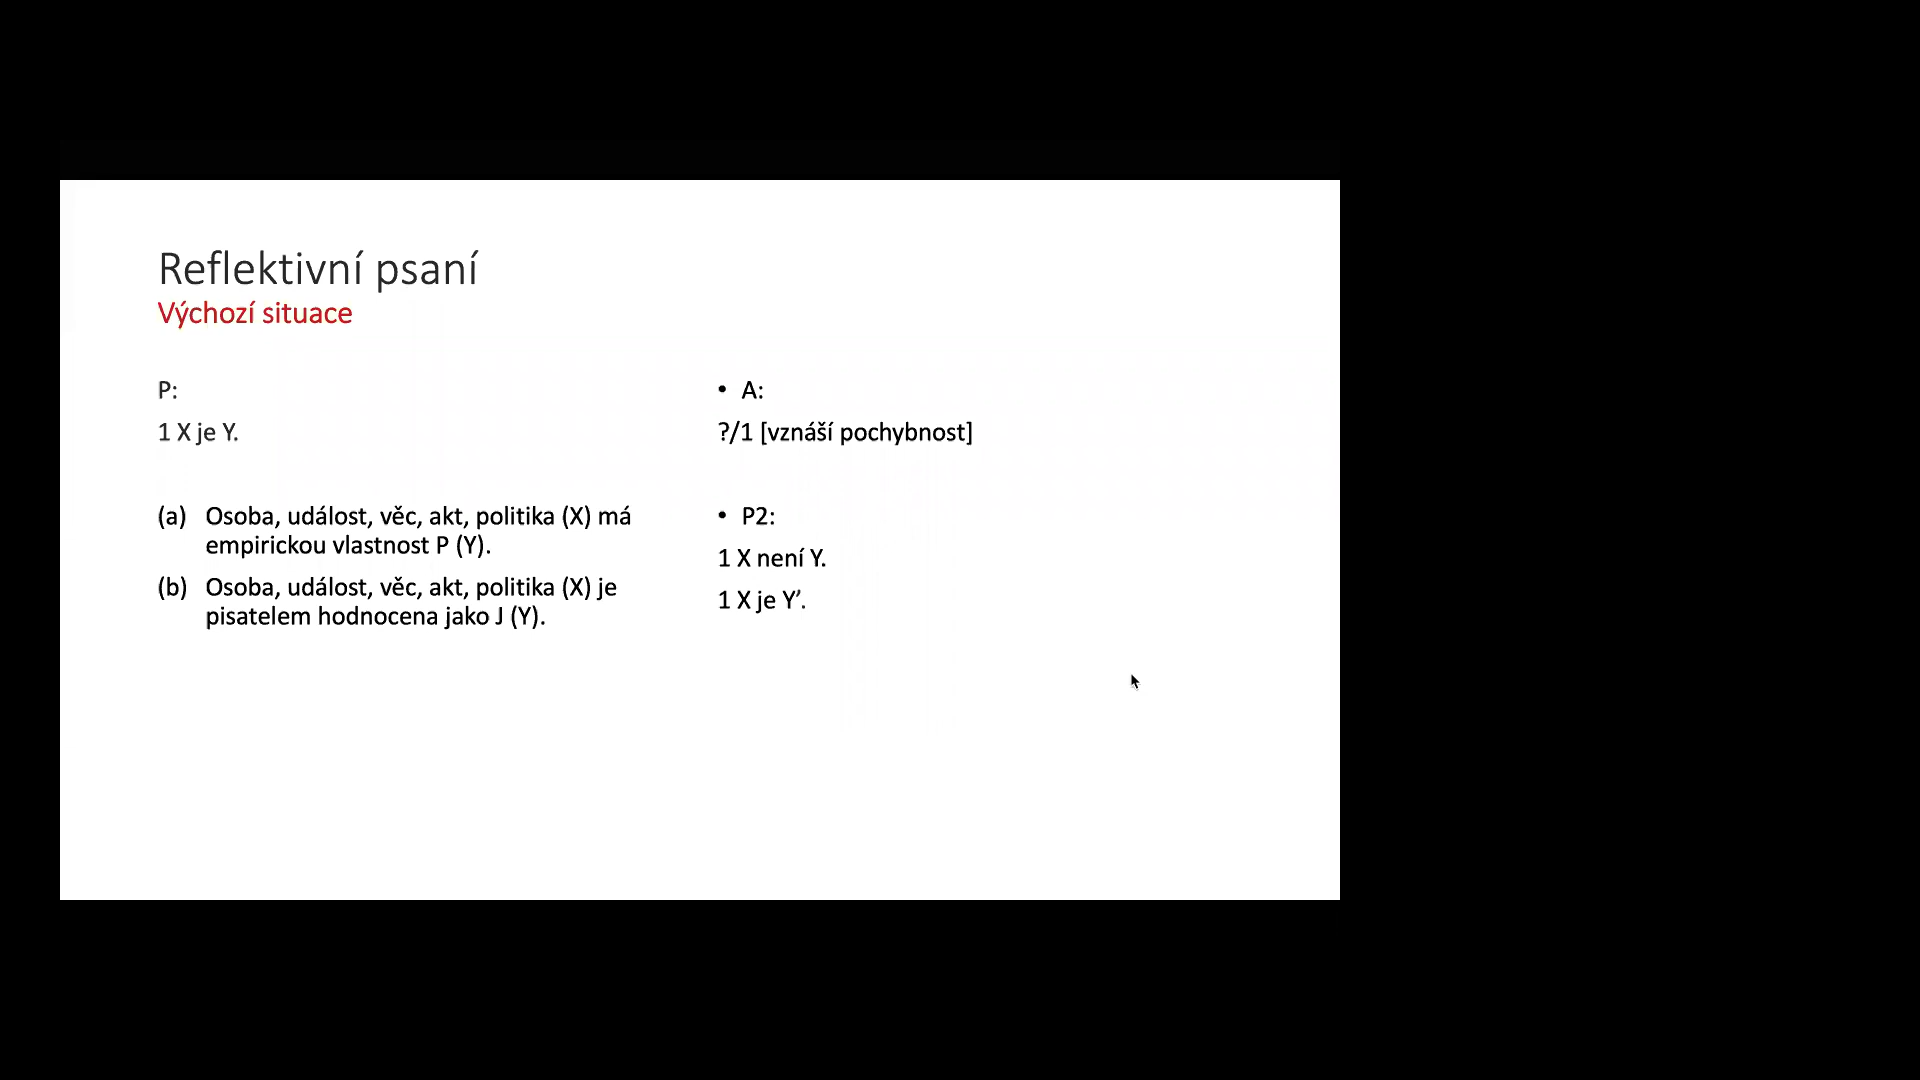 Reflektivní psaní
Výchozí situace
P:
1 X je Y.
(a) Osoba, událost, věc, akt, politika (X) má
empirickou vlastnost P (Y).
(b) Osoba, událost, věc, akt, politika (X) je
pisatelem hodnocena jako J (Y).
• A:
?/1 [vznáší pochybnost]
• P2:
1 X není Y.
1 X je Y’.